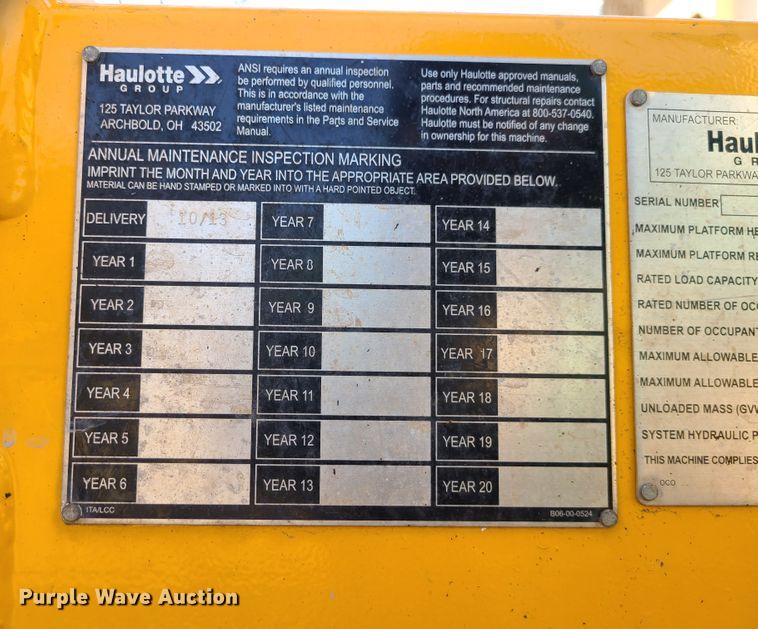 Haulotte
GROUP
125 TAYLOR PARKWAY
ARCHBOLD, OH 43502
ANSI requires an annual inspection
be performed by qualified personnel.
This is in accordance with the
manufacturer's listed maintenance
requirements in the Parts and Service
Manual.
Use only Haulotte approved manuals,
parts and recommended maintenance
procedures. For structural repairs contact
Haulotte North America at 800-537-0540.
Haulotte must be notified of any change
in ownership for this machine.
ANNUAL MAINTENANCE INSPECTION MARKING
IMPRINT THE MONTH AND YEAR INTO THE APPROPRIATE AREA PROVIDED BELOW.
MATERIAL CAN BE HAND STAMPED OR MARKED INTO WITH A HARD POINTED OBJECT.
DELIVERY 10/13 YEAR 7 YEAR 14
YEAR 1 YEAR 8 YEAR 15
YEAR 2 YEAR 9 YEAR 16
YEAR 3 YEAR 10 YEAR 17
YEAR 4 YEAR 11 YEAR 18
YEAR 5 YEAR 12 YEAR 19
YEAR 6 YEAR 13 YEAR 20
ITA/LCC B06-00-0524
MANUFACTURER:
Haul
G R
125 TAYLOR PARKWA
SERIAL NUMBER
MAXIMUM PLATFORM HE
MAXIMUM PLATFORM RE
RATED LOAD CAPACITY
RATED NUMBER OF OCC
NUMBER OF OCCUPAN
MAXIMUM ALLOWABLE
MAXIMUM ALLOWABLE
UNLOADED MASS (GVW
SYSTEM HYDRAULIC P
THIS MACHINE COMPLIES
OCO
Purple Wave Auction